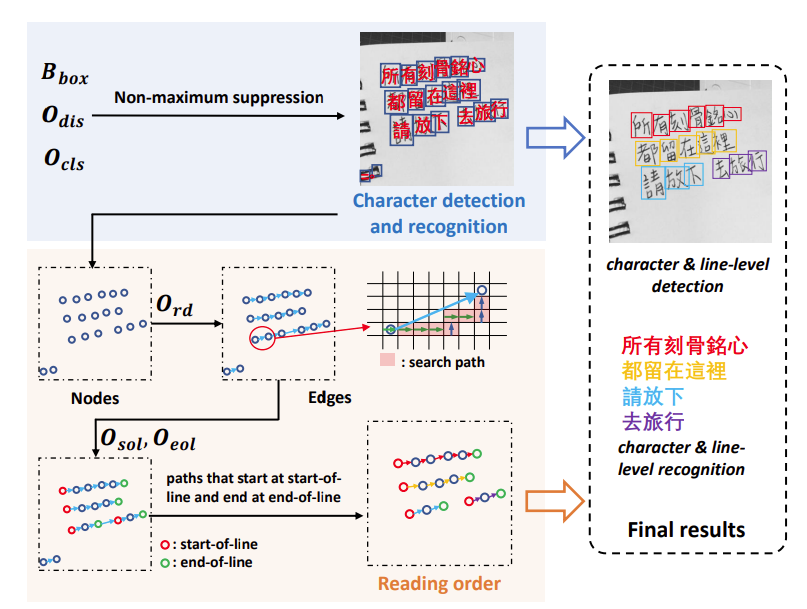 B_box
O_dis
O_cls
Non-maximum suppression
所有刻骨銘心
都留在這裡
請放下 去旅行
Character detection
and recognition
Nodes
O_rd
Edges
: search path
O_sol, O_eol
paths that start at start-of-
line and end at end-of-line
: start-of-line
: end-of-line
Reading order
所有刻骨銘心
都留在這裡
請放下 去旅行
character & line-level
detection
所有刻骨銘心
都留在這裡
請放下
去旅行
character & line-
level recognition
Final results